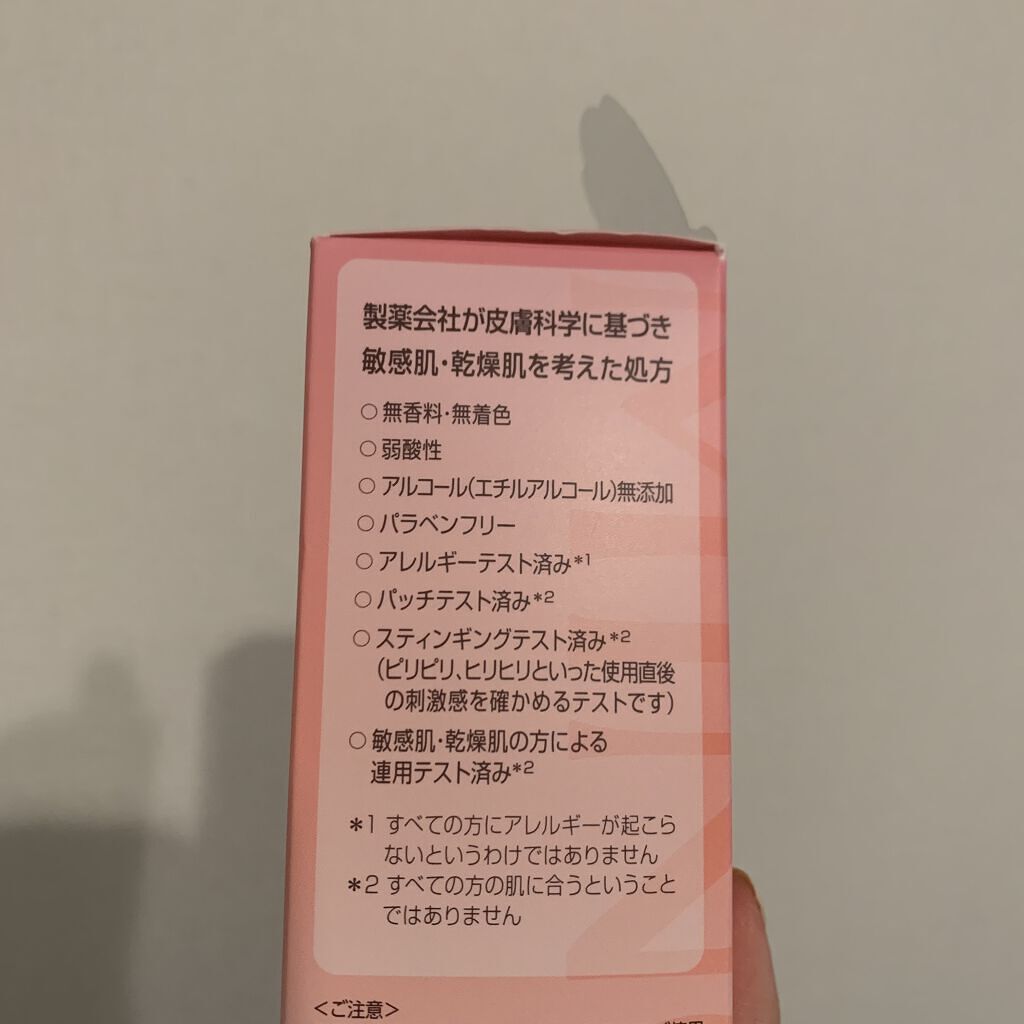 製薬会社が皮膚科学に基づき
敏感肌・乾燥肌を考えた処方
○ 無香料・無着色
○ 弱酸性
○ アルコール(エチルアルコール)無添加
○ パラベンフリー
○ アレルギーテスト済み*1
○ パッチテスト済み*2
○ スティンギングテスト済み*2
(ピリピリ、ヒリヒリといった使用直後
の刺激感を確かめるテストです)
○ 敏感肌・乾燥肌の方による
連用テスト済み*2
*1 すべての方にアレルギーが起こら
ないというわけではありません
*2 すべての方の肌に合うということ
ではありません
<ご注意>